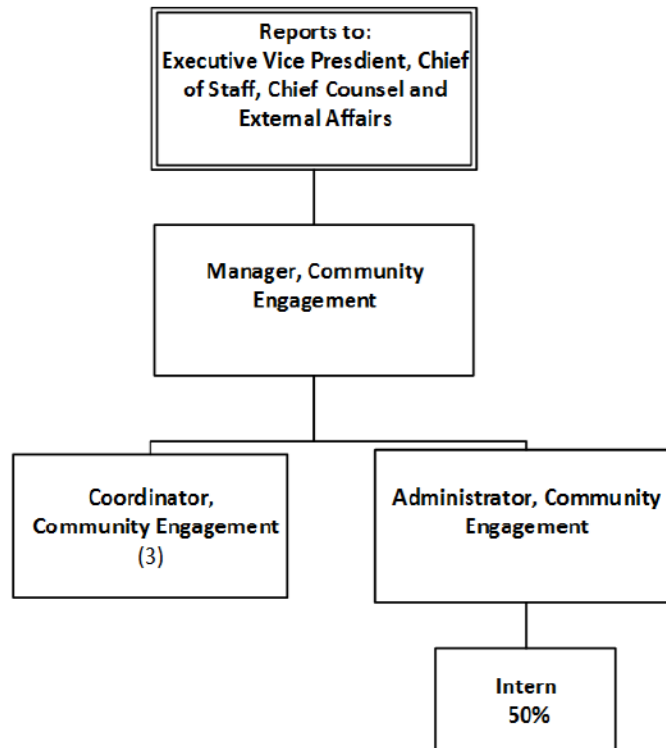 Reports to:
Executive Vice Presdient, Chief
of Staff, Chief Counsel and
External Affairs
Manager, Community
Engagement
Coordinator,
Community Engagement
(3)
Administrator, Community
Engagement
Intern
50%